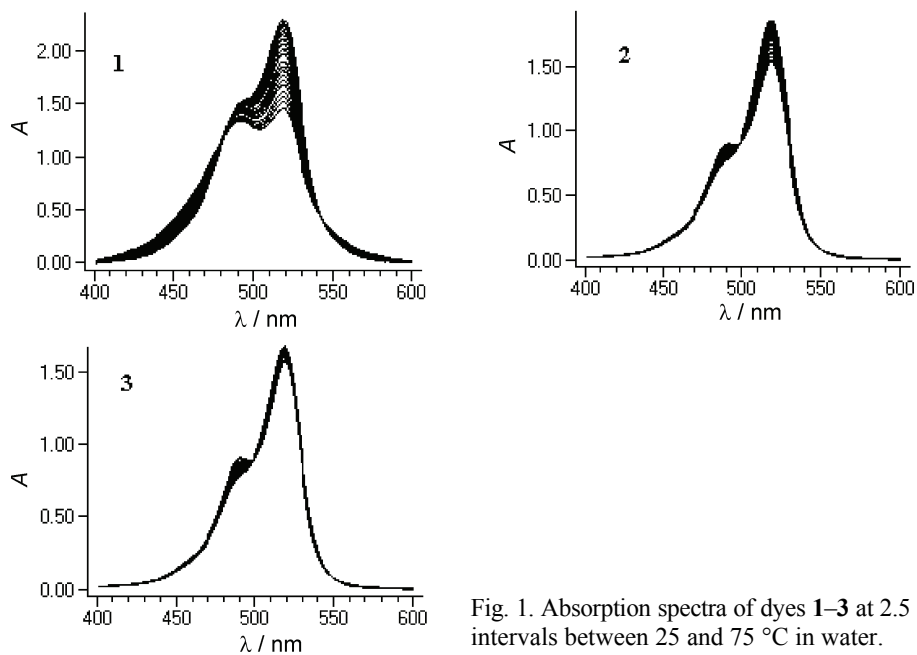 1
2.00
1.50
1.00
0.50
0.00
A
400 450 500 550 600
λ / nm
2
1.50
1.00
0.50
0.00
A
400 450 500 550 600
λ / nm
3
1.50
1.00
0.50
0.00
A
400 450 500 550 600
λ / nm
Fig. 1. Absorption spectra of dyes 1–3 at 2.5
intervals between 25 and 75 °C in water.